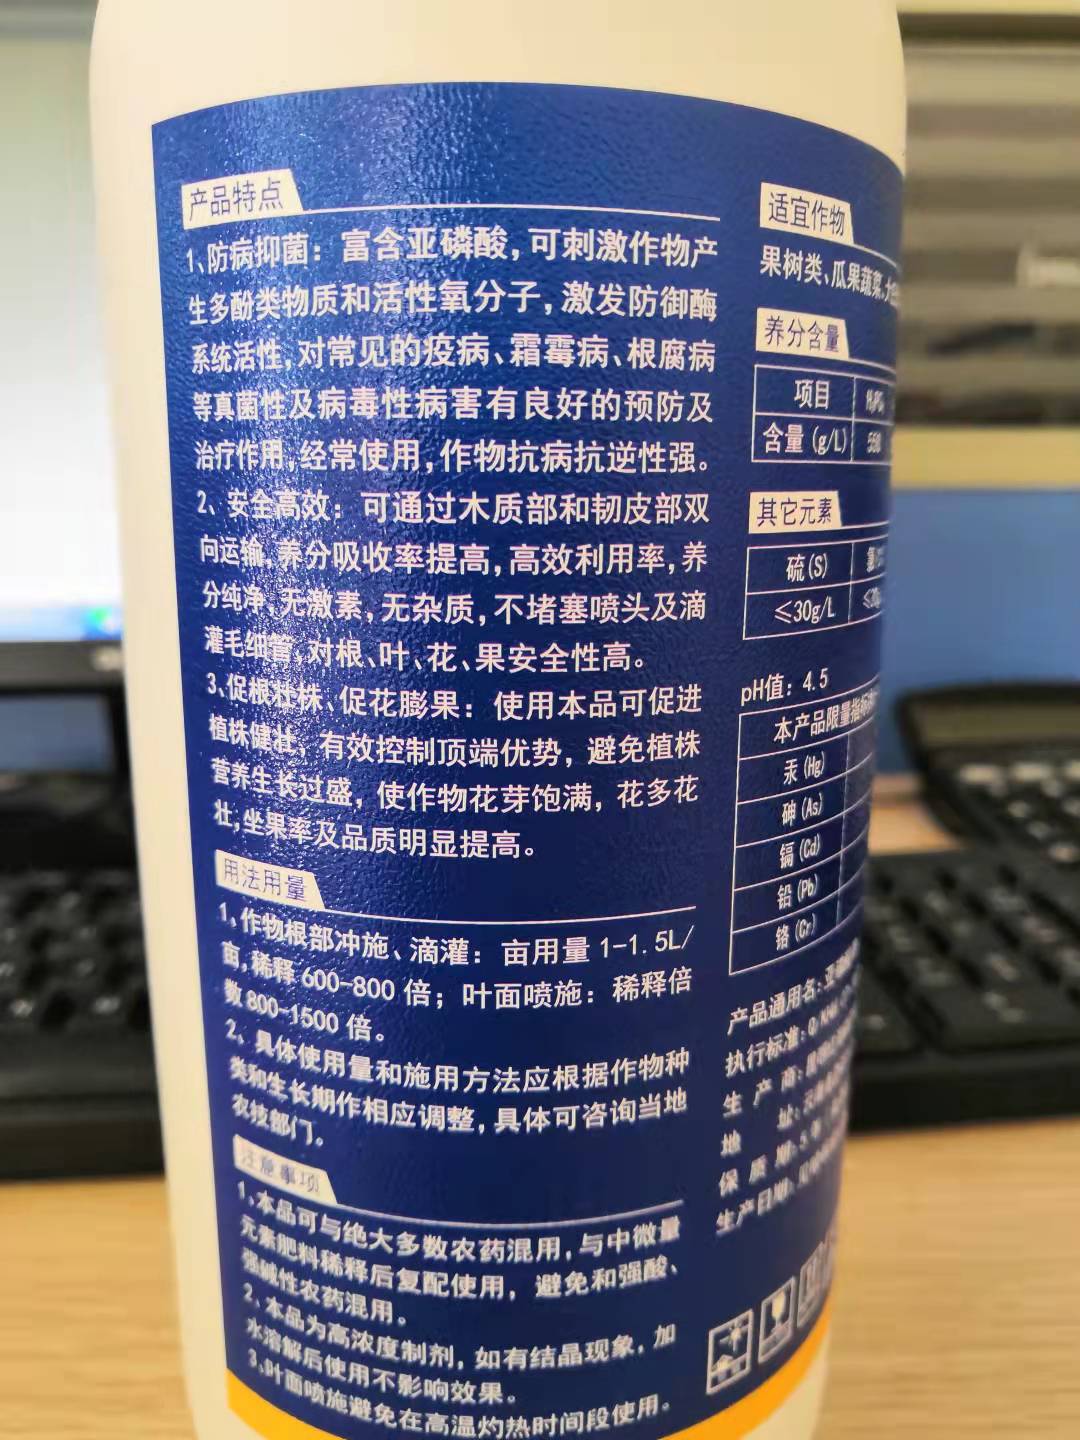 产品特点
1、防病抑菌：富含亚磷酸，可刺激作物产
生多酚类物质和活性氧分子，激发防御酶
系统活性，对常见的疫病、霜霉病、根腐病
等真菌性及病毒性病害有良好的预防及
治疗作用，经常使用，作物抗病抗逆性强。
2、安全高效：可通过木质部和韧皮部双
向运输，养分吸收率提高，高效利用率，养
分纯净，无激素，无杂质，不堵塞喷头及滴
灌毛细管，对根、叶、花、果安全性高。
3、促根壮株、促花膨果：使用本品可促进
植株健壮，有效控制顶端优势，避免植株
营养生长过盛，使作物花芽饱满，花多花
壮，坐果率及品质明显提高。
用法用量
1、作物根部冲施、滴灌：亩用量1-1.5L/
亩，稀释600-800倍；叶面喷施：稀释倍
数800-1500倍。
2、具体使用量和施用方法应根据作物种
类和生长期作相应调整，具体可咨询当地
农技部门。
注意事项
1、本品可与绝大多数农药混用，与中微量
元素肥料稀释后复配使用，避免和强酸、
强碱性农药混用。
2、本品为高浓度制剂，如有结晶现象，加
水溶解后使用不影响效果。
3、叶面喷施避免在高温灼热时间段使用。
适宜作物
果树类、瓜果蔬菜、
养分含量
项目
含量(g/L)
其它元素
硫(S)
≤30g/L
pH值：4.5
本产品限量指标
汞(Hg)
砷(As)
镉(Cd)
铅(Pb)
铬(Cr)
产品通用名：亚
执行标准：Q/
生产商：
地址：
保质期：5年
生产日期：见